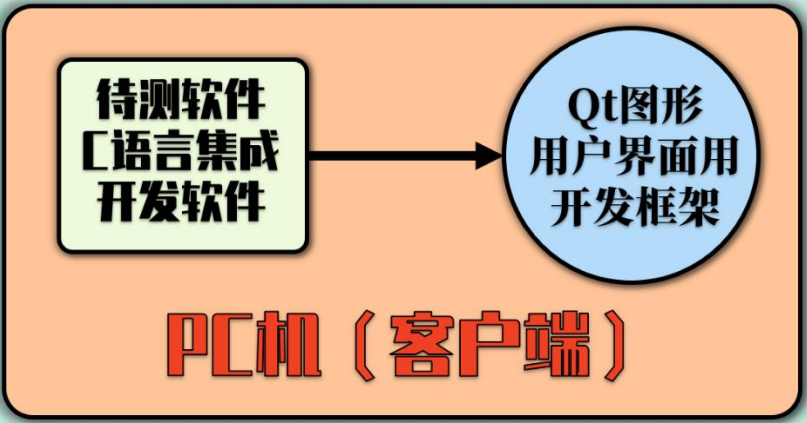 待测软件
C语言集成
开发软件
Qt图形
用户界面用
开发框架
PC机（客户端）